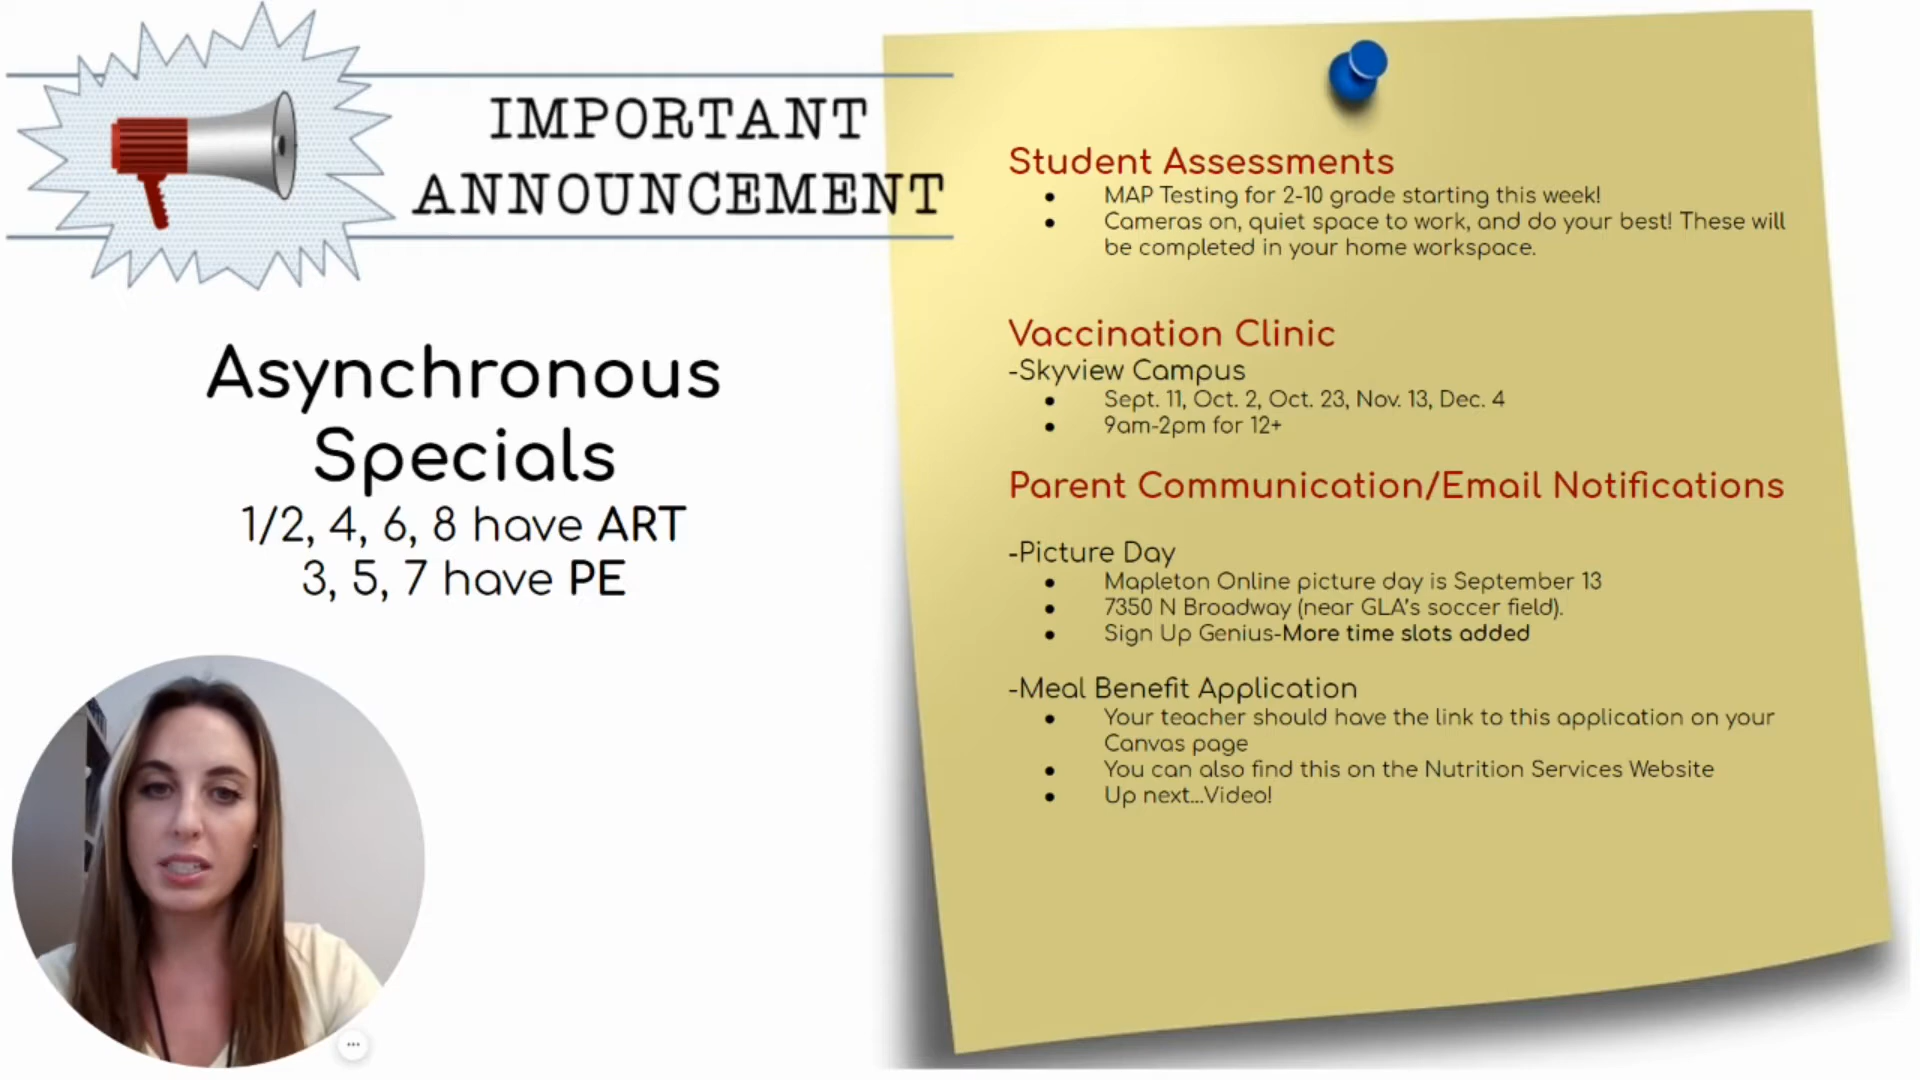 IMPORTANT
ANNOUNCEMENT
Asynchronous
Specials
1/2, 4, 6, 8 have ART
3, 5, 7 have PE
Student Assessments
● MAP Testing for 2-10 grade starting this week!
● Cameras on, quiet space to work, and do your best! These will
be completed in your home workspace.
Vaccination Clinic
-Skyview Campus
● Sept. 11, Oct. 2, Oct. 23, Nov. 13, Dec. 4
● 9am-2pm for 12+
Parent Communication/Email Notifications
-Picture Day
● Mapleton Online picture day is September 13
● 7350 N Broadway (near GLA's soccer field).
● Sign Up Genius-More time slots added
-Meal Benefit Application
● Your teacher should have the link to this application on your
Canvas page
● You can also find this on the Nutrition Services Website
● Up next...Video!